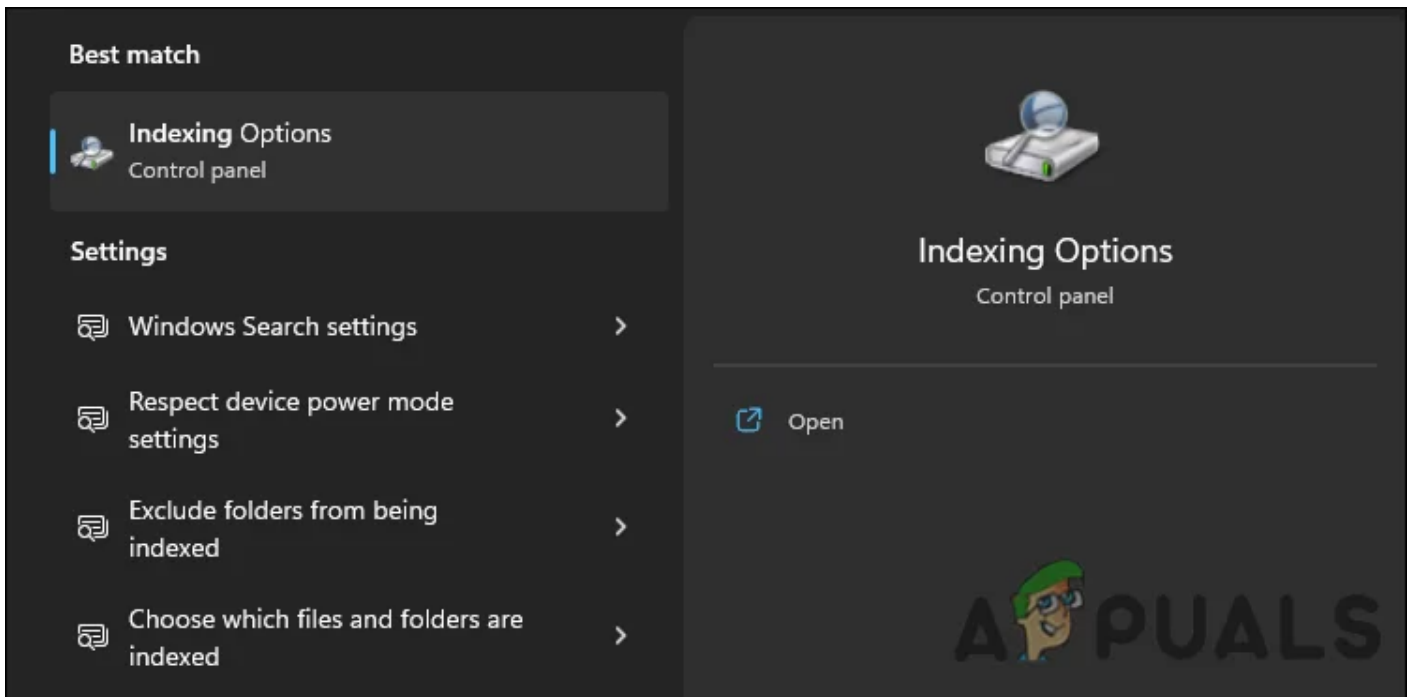 Best match
Indexing Options
Control panel
Settings
Windows Search settings
Respect device power mode
settings
Exclude folders from being
indexed
Choose which files and folders are
indexed
Indexing Options
Control panel
Open
APPUALS